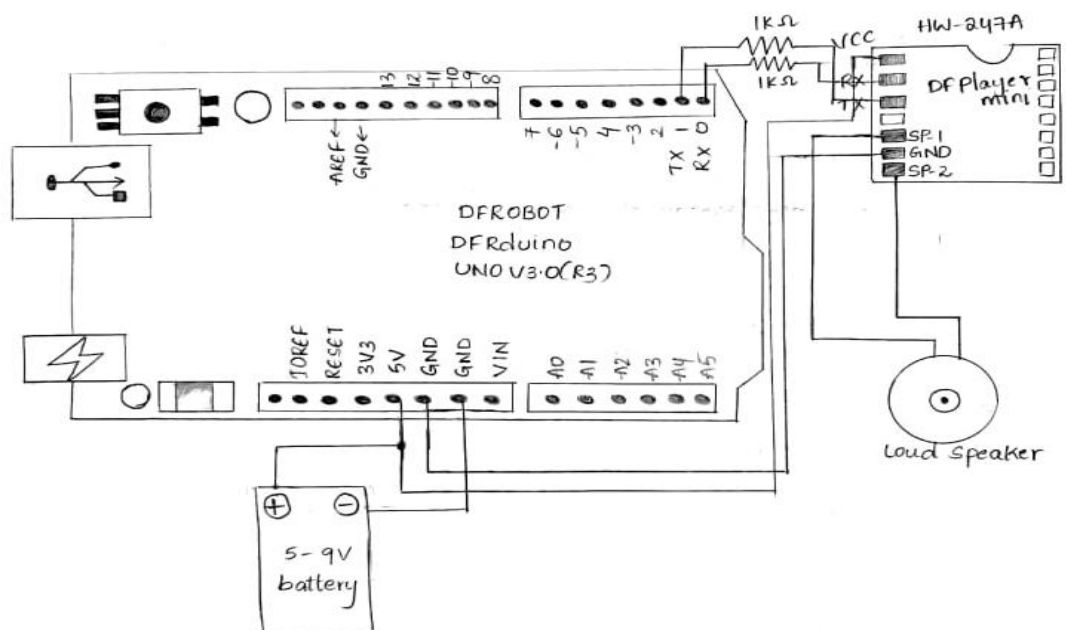 1KΩ
1KΩ
HW-247A
VCC
RX
TX
DFPlayer
mini
SP-1
GND
SP-2
13
12
-11
-10
-9
8
AREF←
GND←
7
-6
-5
4
-3
2
TX 1
RX 0
DFROBOT
DFRduino
UNO V3.0(R3)
IOREF
RESET
3V3
5V
GND
GND
VIN
A0
A1
A2
A3
A4
A5
Loud Speaker
+
-
5-9V
battery